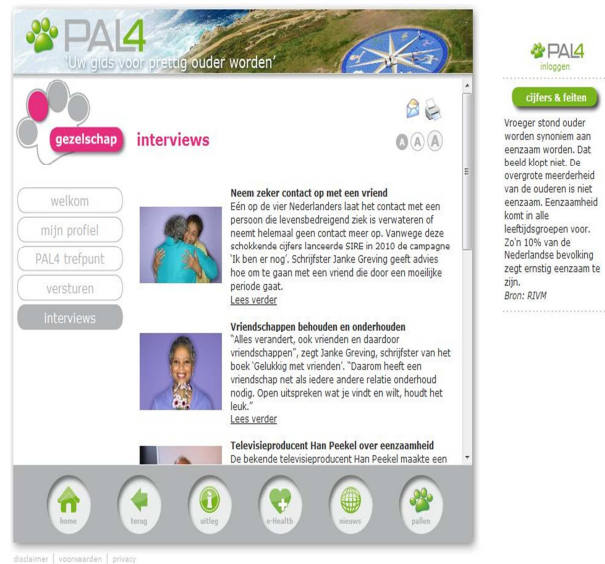 PAL4
'Uw gids voor prettig ouder worden'
gezelschap
interviews
A A A
welkom
mijn profiel
PAL4 trefpunt
versturen
interviews
Neem zeker contact op met een vriend
Eén op de vier Nederlanders laat het contact met een
persoon die levensbedreigend ziek is verwateren of
neemt helemaal geen contact meer op. Vanwege deze
schokkende cijfers lanceerde SIRE in 2010 de campagne
'Ik ben er nog'. Schrijfster Janke Greving geeft advies
hoe om te gaan met een vriend die door een moeilijke
periode gaat.
Lees verder
Vriendschappen behouden en onderhouden
"Alles verandert, ook vrienden en daardoor
vriendschappen", zegt Janke Greving, schrijfster van het
boek 'Gelukkig met vrienden'. "Daarom heeft een
vriendschap net als iedere andere relatie onderhoud
nodig. Open uitspreken wat je vindt en wilt, houdt het
leuk."
Lees verder
Televisieproducent Han Peekel over eenzaamheid
De bekende televisieproducent Han Peekel maakte een
home
terug
uitleg
e-Health
nieuws
pallen
disclaimer | voorwaarden | privacy
PAL4
inloggen
cijfers & feiten
Vroeger stond ouder
worden synoniem aan
eenzaam worden. Dat
beeld klopt niet. De
overgrote meerderheid
van de ouderen is niet
eenzaam. Eenzaamheid
komt in alle
leeftijdsgroepen voor.
Zo'n 10% van de
Nederlandse bevolking
zegt ernstig eenzaam te
zijn.
Bron: RIVM